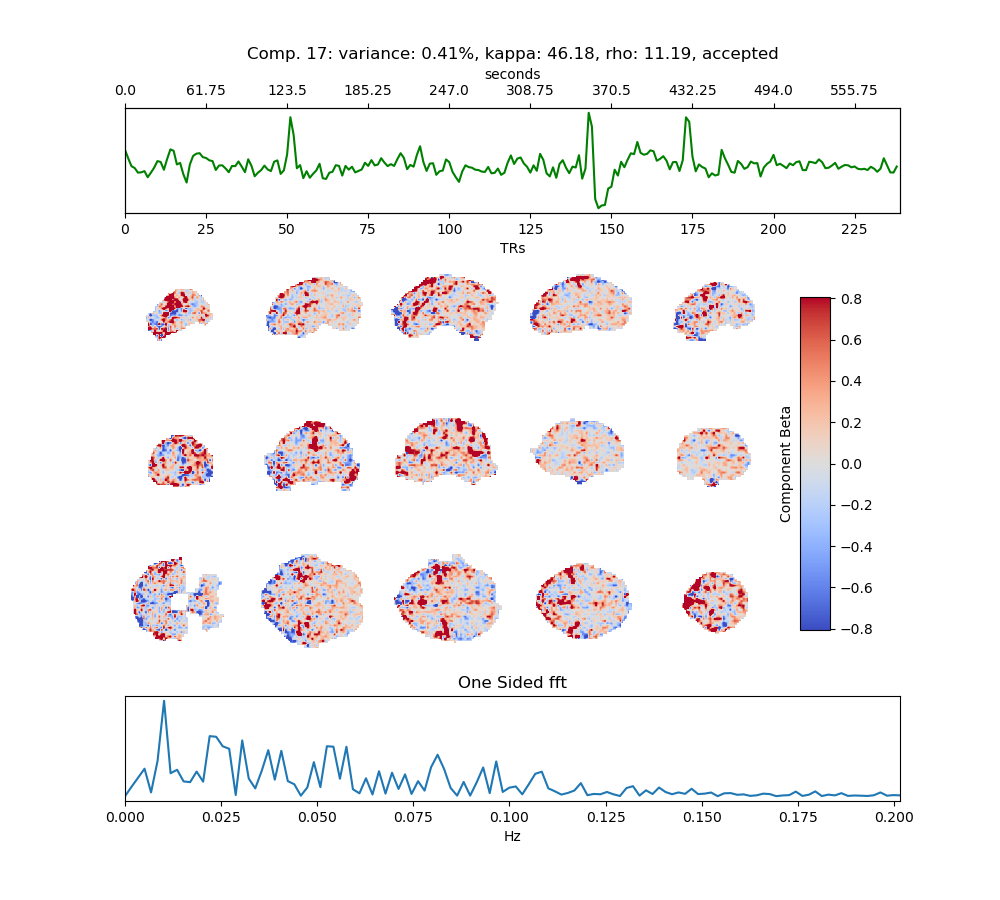 Comp. 17: variance: 0.41%, kappa: 46.18, rho: 11.19, accepted
seconds
0.0 61.75 123.5 185.25 247.0 308.75 370.5 432.25 494.0 555.75
0 25 50 75 100 125 150 175 200 225
TRs
0.8
0.6
0.4
0.2
0.0
−0.2
−0.4
−0.6
−0.8
Component Beta
One Sided fft
0.000 0.025 0.050 0.075 0.100 0.125 0.150 0.175 0.200
Hz